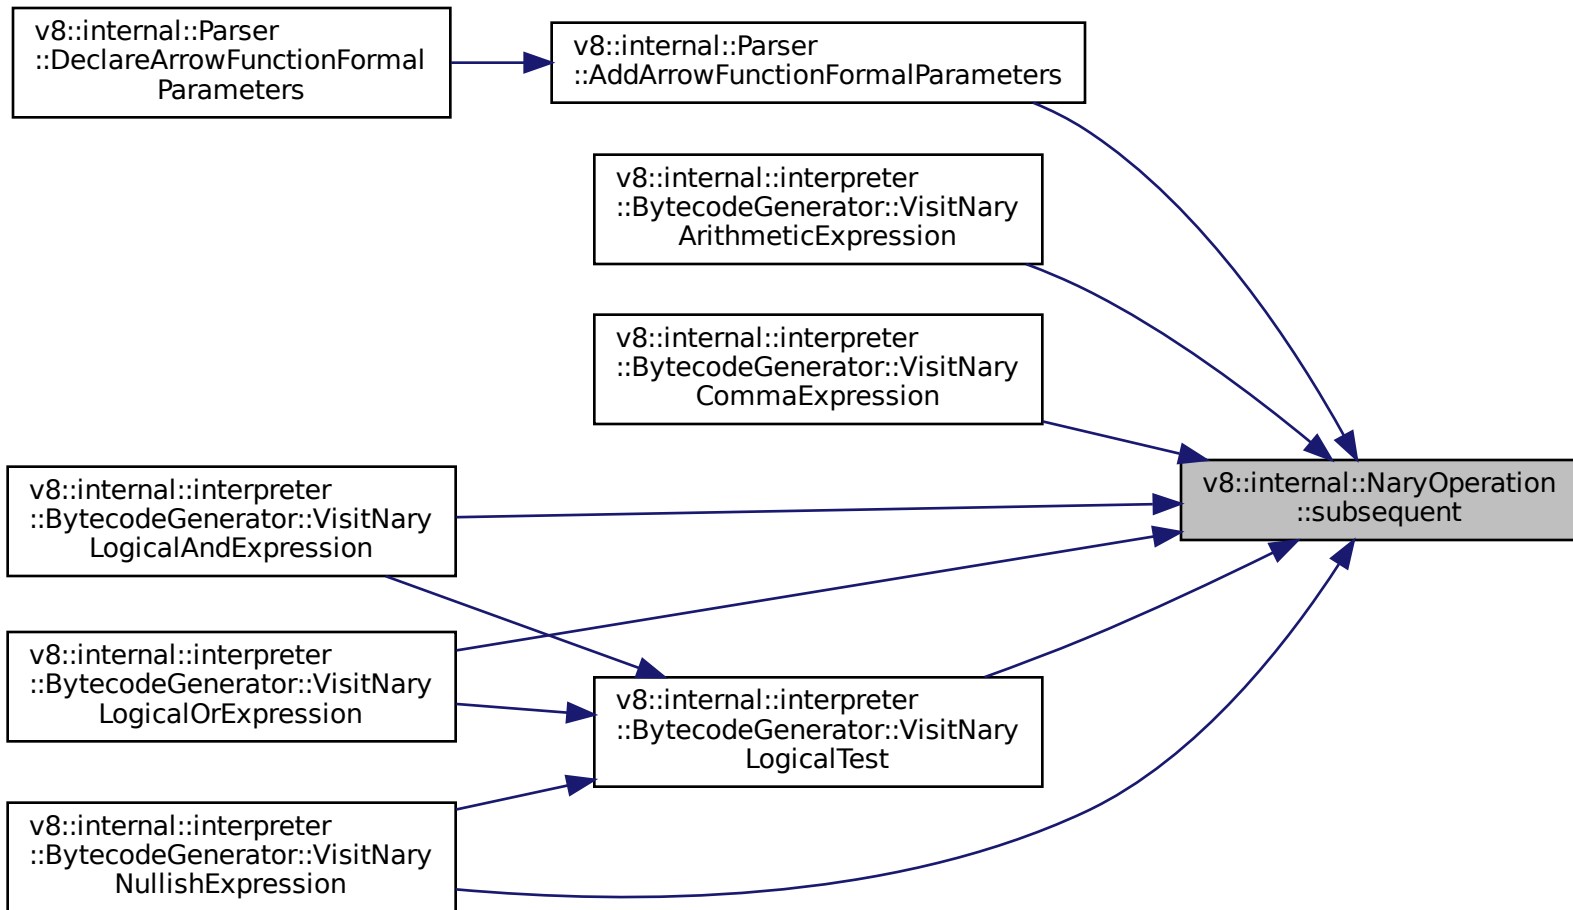 v8::internal::Parser
::DeclareArrowFunctionFormal
Parameters
v8::internal::Parser
::AddArrowFunctionFormalParameters
v8::internal::interpreter
::BytecodeGenerator::VisitNary
ArithmeticExpression
v8::internal::interpreter
::BytecodeGenerator::VisitNary
CommaExpression
v8::internal::NaryOperation
::subsequent
v8::internal::interpreter
::BytecodeGenerator::VisitNary
LogicalAndExpression
v8::internal::interpreter
::BytecodeGenerator::VisitNary
LogicalOrExpression
v8::internal::interpreter
::BytecodeGenerator::VisitNary
LogicalTest
v8::internal::interpreter
::BytecodeGenerator::VisitNary
NullishExpression